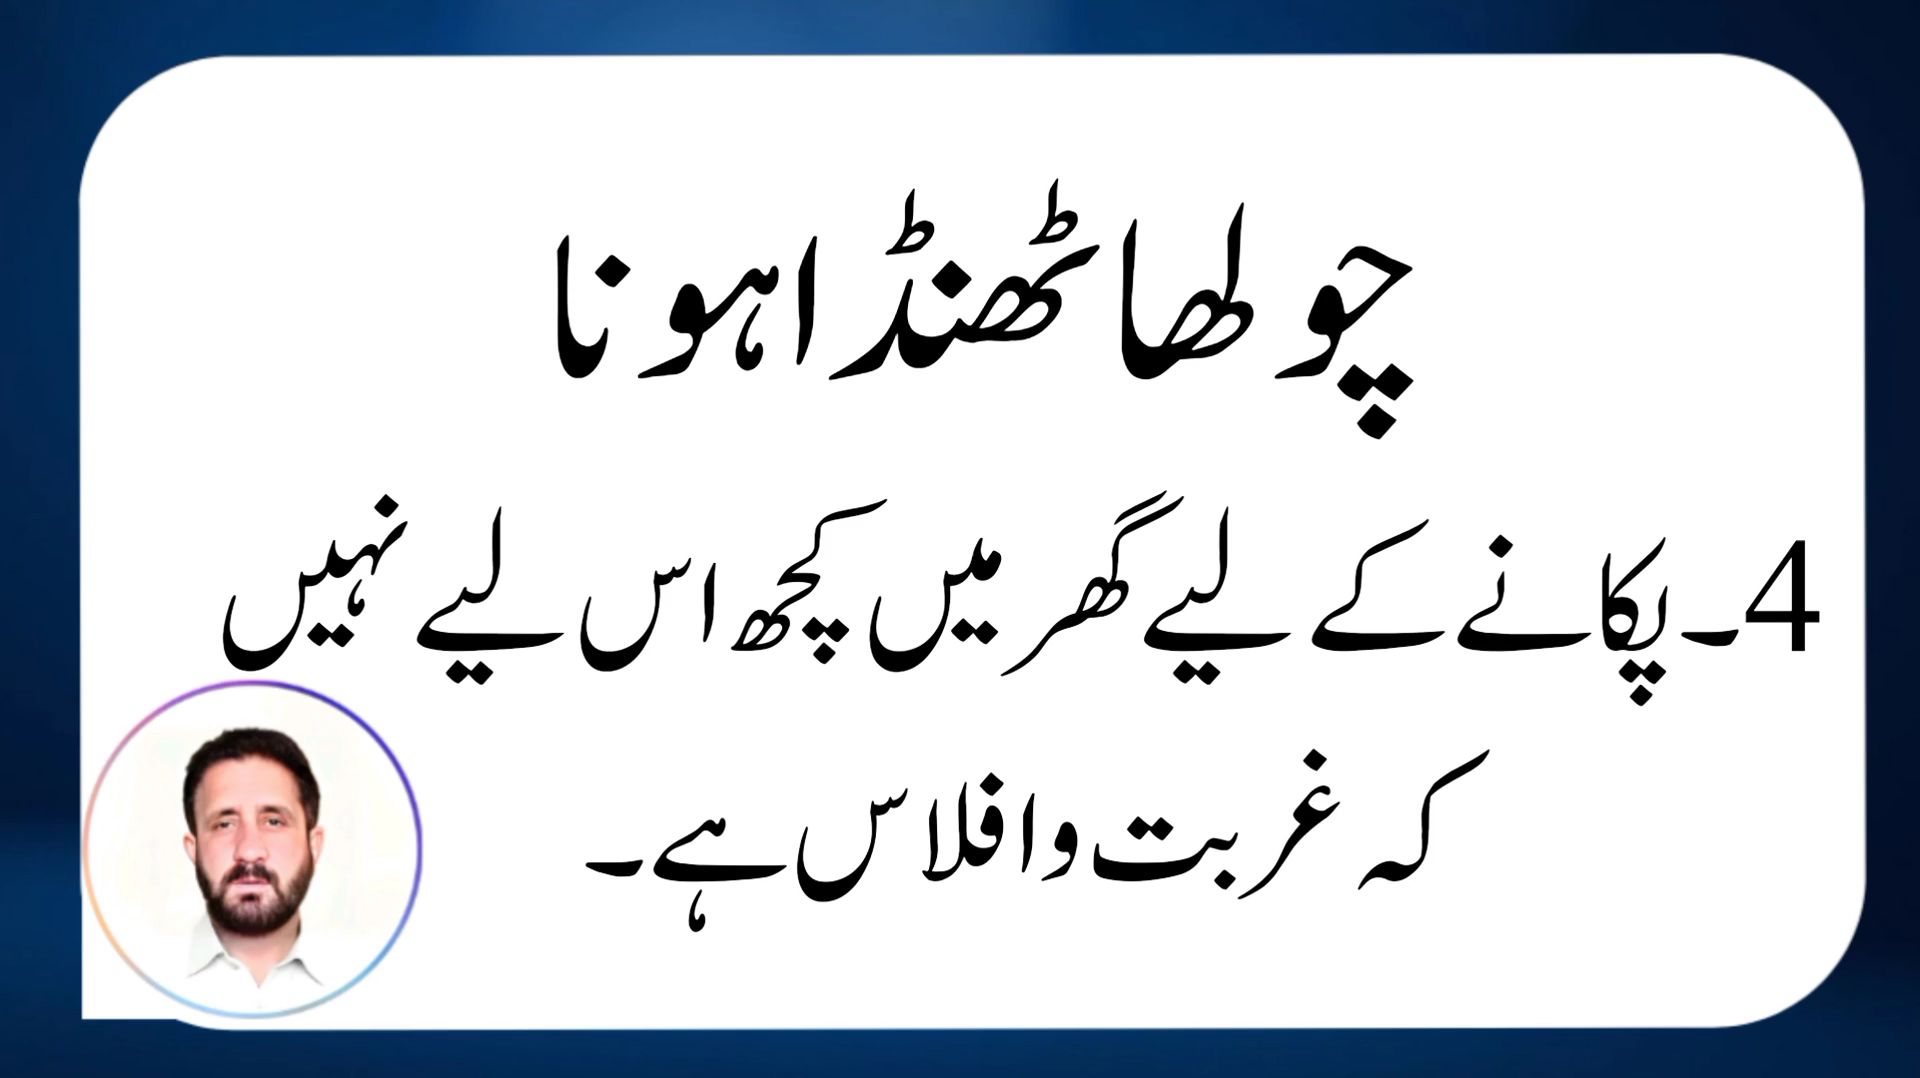 چولھا ٹھنڈا ہونا
4۔ پکانے کے لیے گھر میں کچھ اس لیے نہیں
کہ غربت و افلاس ہے۔